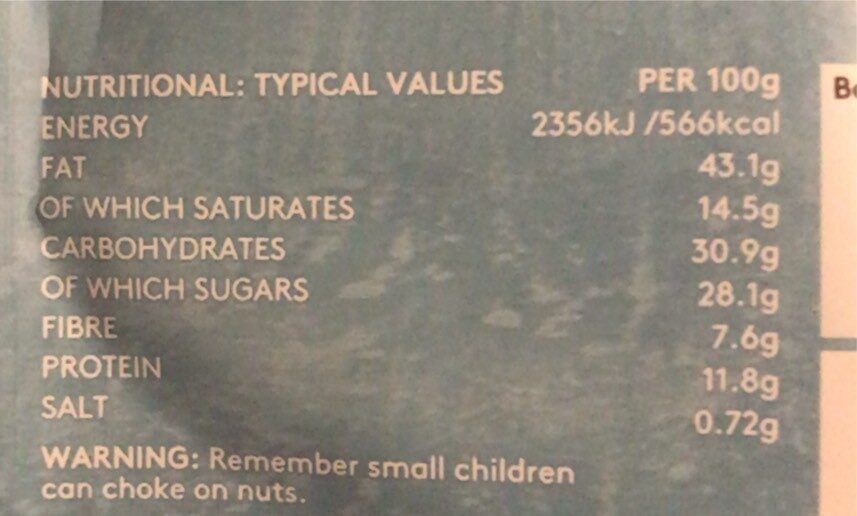 NUTRITIONAL: TYPICAL VALUES PER 100g
ENERGY 2356kJ /566kcal
FAT 43.1g
OF WHICH SATURATES 14.5g
CARBOHYDRATES 30.9g
OF WHICH SUGARS 28.1g
FIBRE 7.6g
PROTEIN 11.8g
SALT 0.72g
WARNING: Remember small children
can choke on nuts.